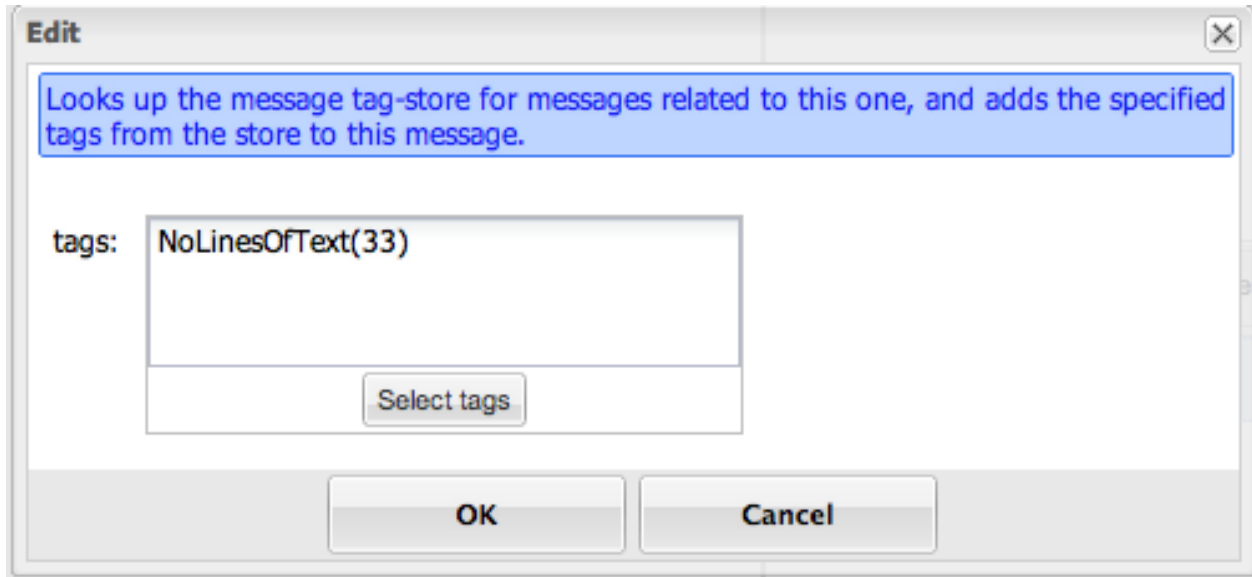 Edit
Looks up the message tag-store for messages related to this one, and adds the specified
tags from the store to this message.
tags: NoLinesOfText(33)
Select tags
OK Cancel